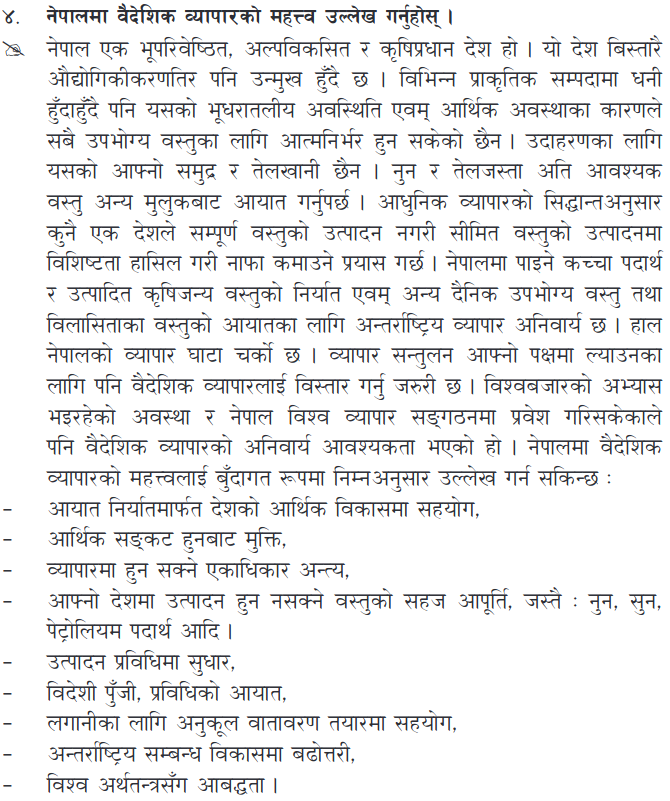 ४. नेपालमा वैदेशिक व्यापारको महत्त्व उल्लेख गर्नुहोस् ।
नेपाल एक भूपरिवेष्ठित, अल्पविकसित र कृषिप्रधान देश हो । यो देश बिस्तारै
औद्योगिकीकरणतिर पनि उन्मुख हुँदै छ । विभिन्न प्राकृतिक सम्पदामा धनी
हुँदाहुँदै पनि यसको भूधरातलीय अवस्थिति एवम् आर्थिक अवस्थाका कारणले
सबै उपभोग्य वस्तुका लागि आत्मनिर्भर हुन सकेको छैन । उदाहरणका लागि
यसको आफ्नो समुद्र र तेलखानी छैन । नुन र तेलजस्ता अति आवश्यक
वस्तु अन्य मुलुकबाट आयात गर्नुपर्छ । आधुनिक व्यापारको सिद्धान्तअनुसार
कुनै एक देशले सम्पूर्ण वस्तुको उत्पादन नगरी सीमित वस्तुको उत्पादनमा
विशिष्टता हासिल गरी नाफा कमाउने प्रयास गर्छ । नेपालमा पाइने कच्चा पदार्थ
र उत्पादित कृषिजन्य वस्तुको निर्यात एवम् अन्य दैनिक उपभोग्य वस्तु तथा
विलासिताका वस्तुको आयातका लागि अन्तर्राष्ट्रिय व्यापार अनिवार्य छ । हाल
नेपालको व्यापार घाटा चर्को छ । व्यापार सन्तुलन आफ्नो पक्षमा ल्याउनका
लागि पनि वैदेशिक व्यापारलाई विस्तार गर्नु जरुरी छ । विश्वबजारको अभ्यास
भइरहेको अवस्था र नेपाल विश्व व्यापार सङ्गठनमा प्रवेश गरिसकेकाले
पनि वैदेशिक व्यापारको अनिवार्य आवश्यकता भएको हो । नेपालमा वैदेशिक
व्यापारको महत्त्वलाई बुँदागत रूपमा निम्नअनुसार उल्लेख गर्न सकिन्छ :
– आयात निर्यातमार्फत देशको आर्थिक विकासमा सहयोग,
– आर्थिक सङ्कट हुनबाट मुक्ति,
– व्यापारमा हुन सक्ने एकाधिकार अन्त्य,
– आफ्नो देशमा उत्पादन हुन नसक्ने वस्तुको सहज आपूर्ति, जस्तै : नुन, सुन,
पेट्रोलियम पदार्थ आदि ।
– उत्पादन प्रविधिमा सुधार,
– विदेशी पुँजी, प्रविधिको आयात,
– लगानीका लागि अनुकूल वातावरण तयारमा सहयोग,
– अन्तर्राष्ट्रिय सम्बन्ध विकासमा बढोत्तरी,
– विश्व अर्थतन्त्रसँग आबद्धता ।